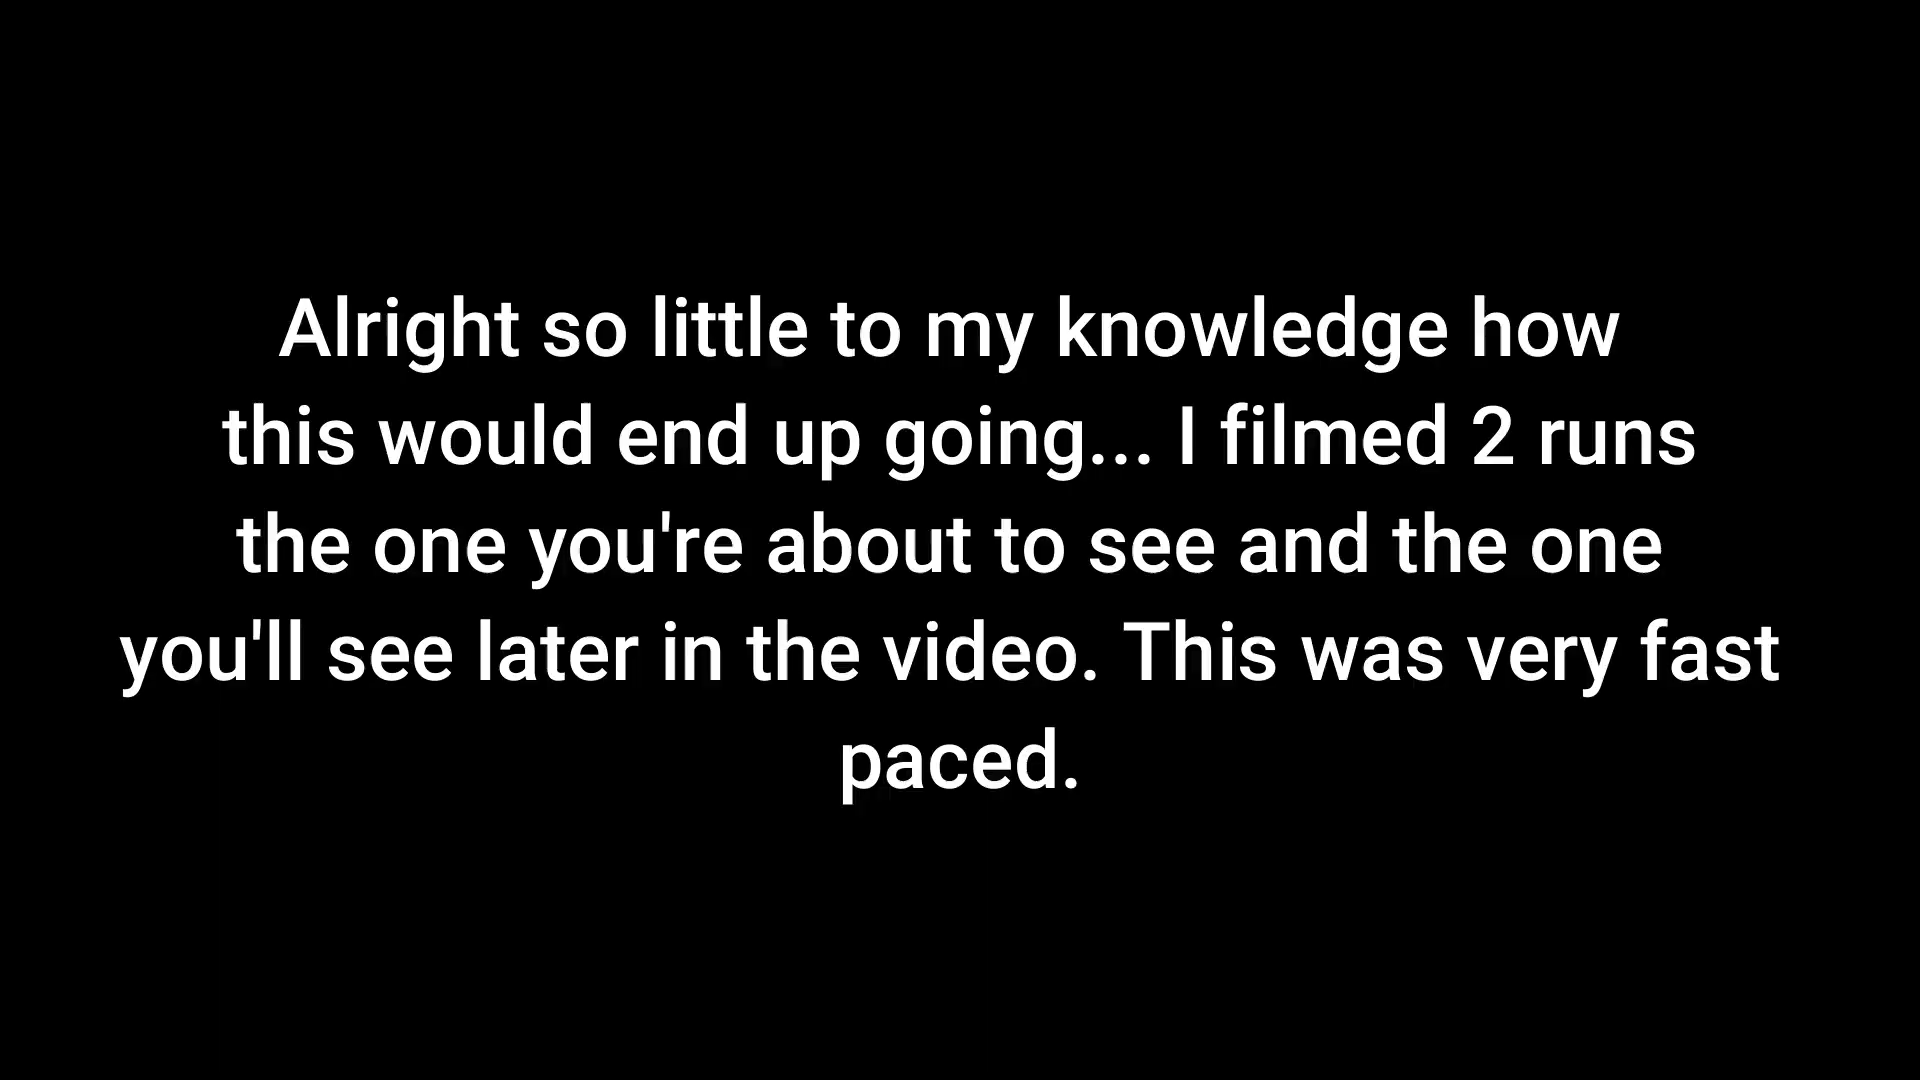 Alright so little to my knowledge how
this would end up going... I filmed 2 runs
the one you're about to see and the one
you'll see later in the video. This was very fast
paced.